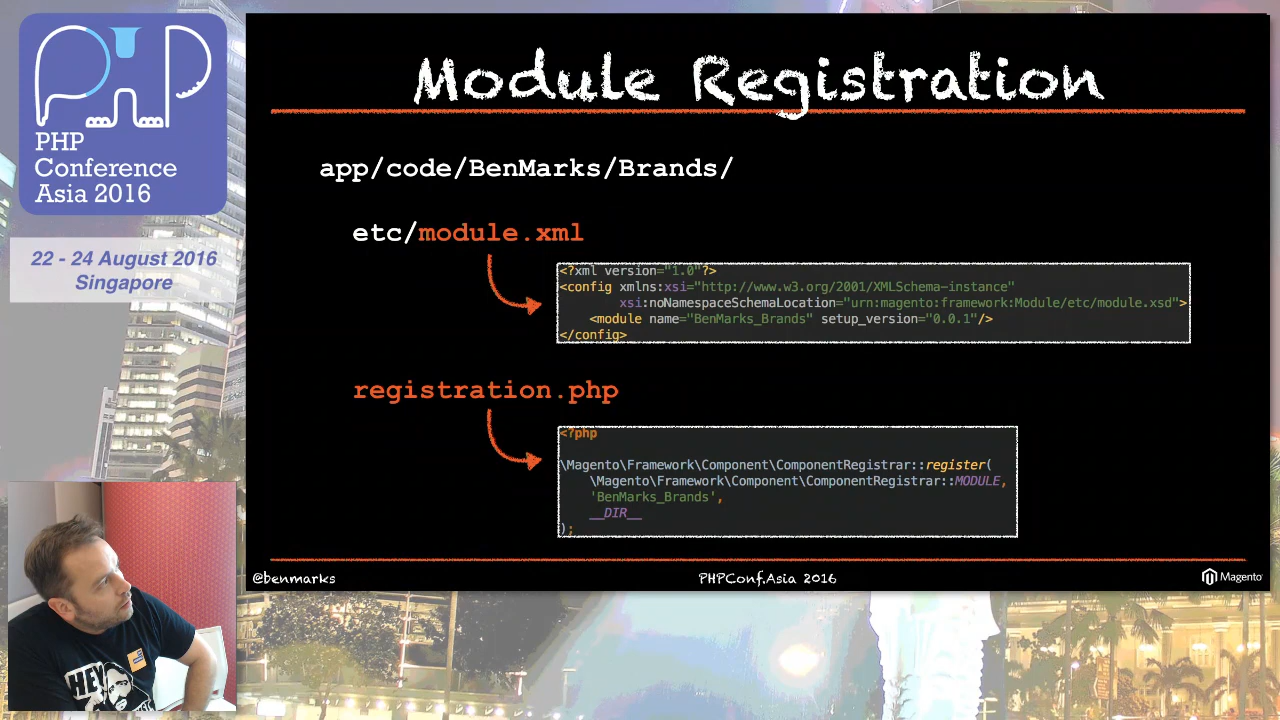 PHP
PHP
Conference
Asia 2016
22 - 24 August 2016
Singapore
Module Registration
app/code/BenMarks/Brands/
etc/module.xml
<?xml version="1.0"?>
<config xmlns:xsi="http://www.w3.org/2001/XMLSchema-instance"
xsi:noNamespaceSchemaLocation="urn:magento:framework:Module/etc/module.xsd">
<module name="BenMarks_Brands" setup_version="0.0.1"/>
</config>
registration.php
<?php
\Magento\Framework\Component\ComponentRegistrar::register(
\Magento\Framework\Component\ComponentRegistrar::MODULE,
'BenMarks_Brands',
__DIR__
);
@benmarks
PHPConf.Asia 2016
Magento
HEY